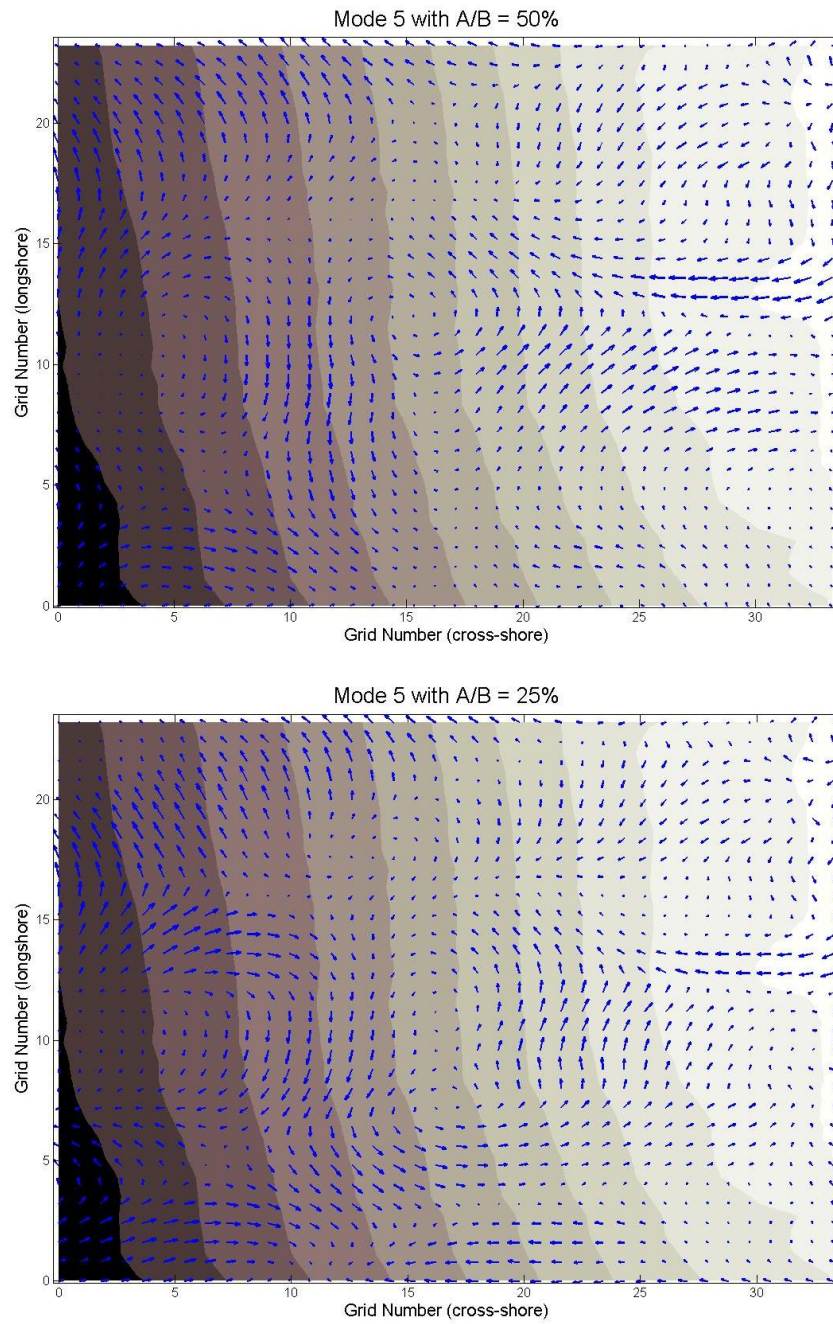 Mode 5 with A/B = 50%
Grid Number (longshore)
20
15
10
5
0
0 5 10 15 20 25 30
Grid Number (cross-shore)
Mode 5 with A/B = 25%
Grid Number (longshore)
20
15
10
5
0
0 5 10 15 20 25 30
Grid Number (cross-shore)